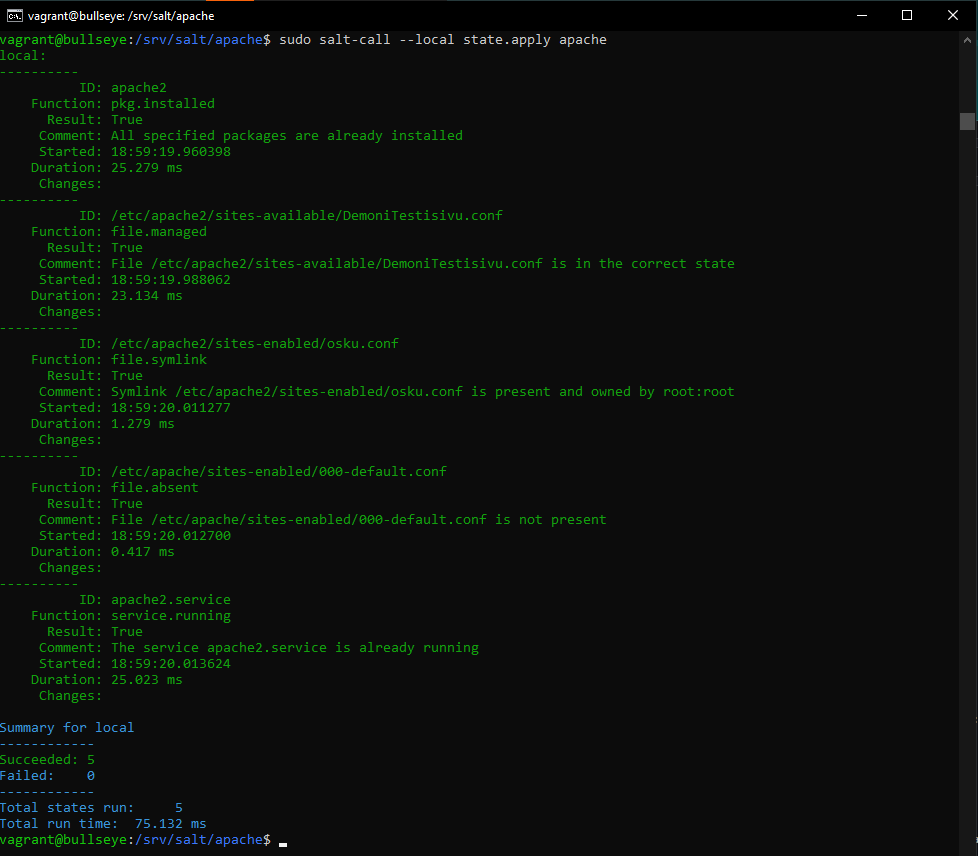 vagrant@bullseye: /srv/salt/apache
vagrant@bullseye:/srv/salt/apache$ sudo salt-call --local state.apply apache
local:
----------
          ID: apache2
    Function: pkg.installed
      Result: True
     Comment: All specified packages are already installed
     Started: 18:59:19.960398
    Duration: 25.279 ms
     Changes:
----------
          ID: /etc/apache2/sites-available/DemoniTestisivu.conf
    Function: file.managed
      Result: True
     Comment: File /etc/apache2/sites-available/DemoniTestisivu.conf is in the correct state
     Started: 18:59:19.988062
    Duration: 23.134 ms
     Changes:
----------
          ID: /etc/apache2/sites-enabled/osku.conf
    Function: file.symlink
      Result: True
     Comment: Symlink /etc/apache2/sites-enabled/osku.conf is present and owned by root:root
     Started: 18:59:20.011277
    Duration: 1.279 ms
     Changes:
----------
          ID: /etc/apache/sites-enabled/000-default.conf
    Function: file.absent
      Result: True
     Comment: File /etc/apache/sites-enabled/000-default.conf is not present
     Started: 18:59:20.012700
    Duration: 0.417 ms
     Changes:
----------
          ID: apache2.service
    Function: service.running
      Result: True
     Comment: The service apache2.service is already running
     Started: 18:59:20.013624
    Duration: 25.023 ms
     Changes:
Summary for local
------------
Succeeded: 5
Failed:    0
------------
Total states run:     5
Total run time:  75.132 ms
vagrant@bullseye:/srv/salt/apache$